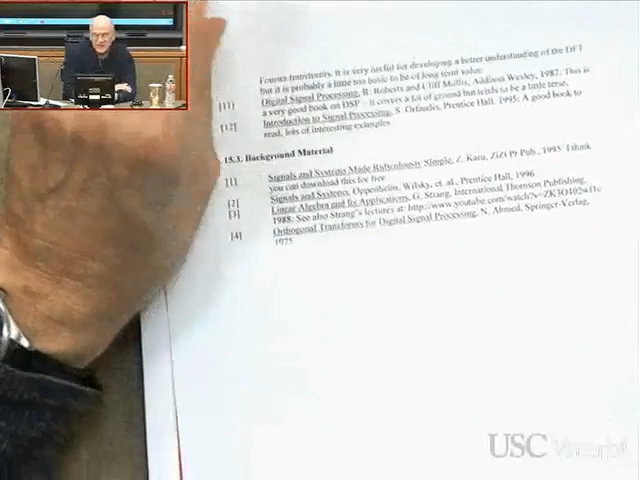 Fourier transforms. It is very useful for developing a better understanding of the DFT
but it is probably a little too basic to be of long term value.
[11] Digital Signal Processing, R. Roberts and Cliff Mullis, Addison Wesley, 1987. This is
a very good book on DSP – it covers a lot of ground but tends to be a little terse.
[12] Introduction to Signal Processing, S. Orfanidis, Prentice Hall. 1995: A good book to
read, lots of interesting examples
15.3. Background Material
[1] Signals and Systems Made Ridiculously Simple, Z. Karu, ZiZi Pr Pub., 1995 I think
you can download this for free
[2] Signals and Systems, Oppenheim, Wilsky, et. al., Prentice Hall, 1996
[3] Linear Algebra and Its Applications, G. Strang, International Thomson Publishing,
1988: See also Strang's lectures at: http://www.youtube.com/watch?v=
[4] Orthogonal Transforms for Digital Signal Processing, N. Ahmed, Springer-Verlag,
1975
USC Viterbi